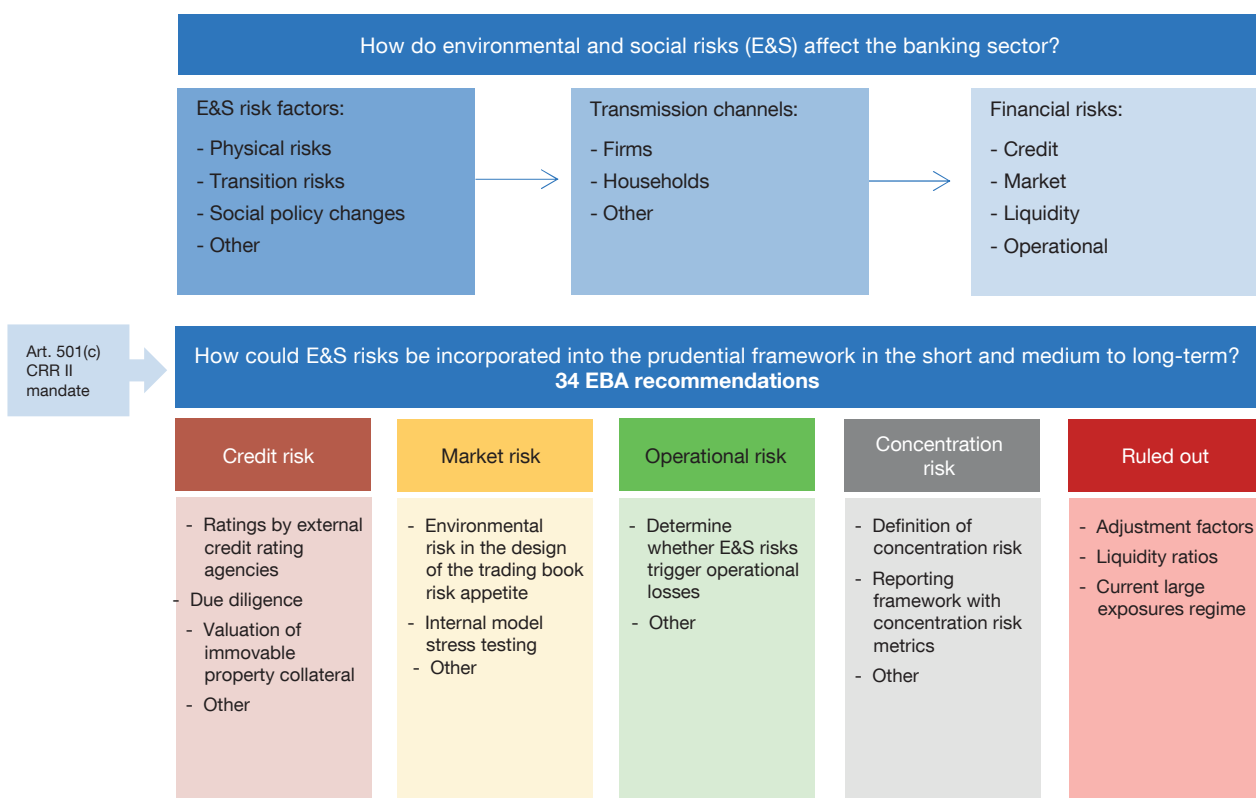 How do environmental and social risks (E&S) affect the banking sector?
E&S risk factors:
- Physical risks
- Transition risks
- Social policy changes
- Other
Transmission channels:
- Firms
- Households
- Other
Financial risks:
- Credit
- Market
- Liquidity
- Operational
Art. 501(c)
CRR II
mandate
How could E&S risks be incorporated into the prudential framework in the short and medium to long-term?
34 EBA recommendations
Credit risk
- Ratings by external
credit rating
agencies
- Due diligence
- Valuation of
immovable
property collateral
- Other
Market risk
- Environmental
risk in the design
of the trading book
risk appetite
- Internal model
stress testing
- Other
Operational risk
- Determine
whether E&S risks
trigger operational
losses
- Other
Concentration
risk
- Definition of
concentration risk
- Reporting
framework with
concentration risk
metrics
- Other
Ruled out
- Adjustment factors
- Liquidity ratios
- Current large
exposures regime